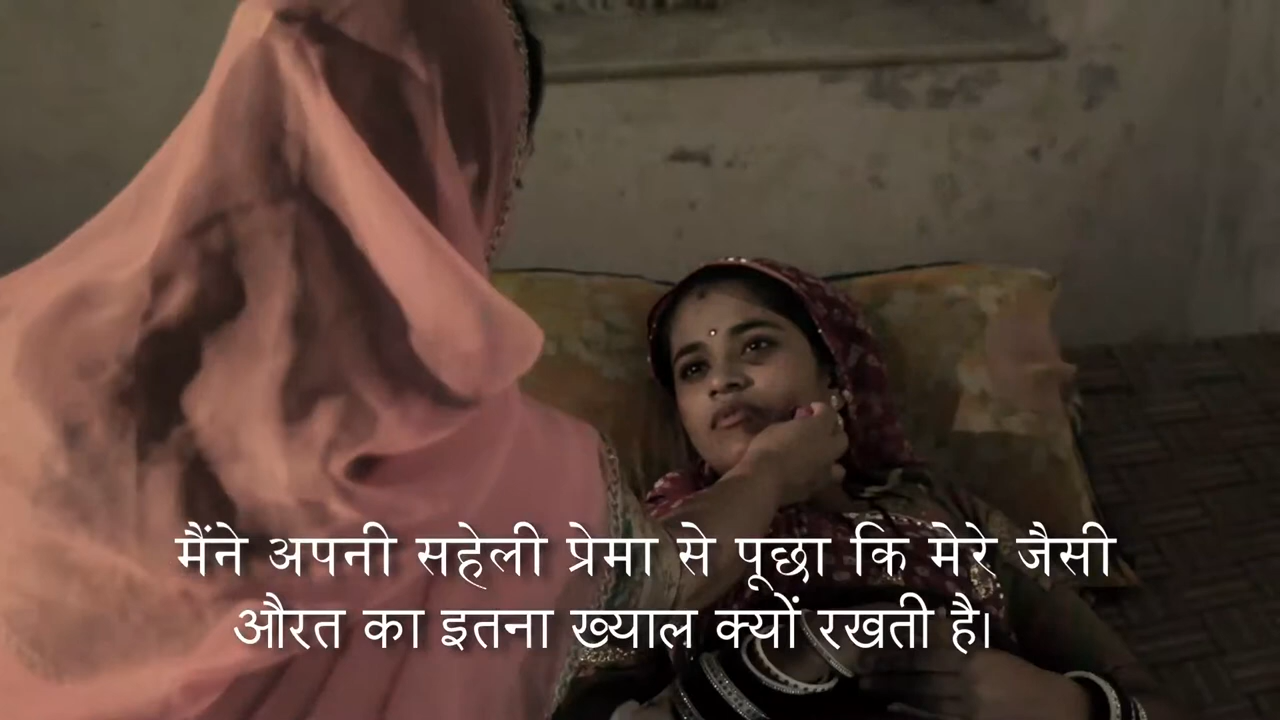 मैंने अपनी सहेली प्रेमा से पूछा कि मेरे जैसी
औरत का इतना ख्याल क्यों रखती है।